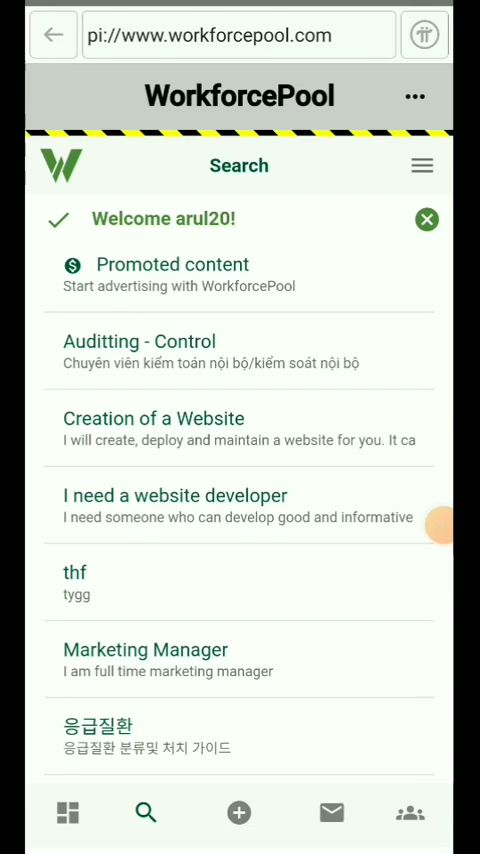 pi://www.workforcepool.com
WorkforcePool
Search
Welcome arul20!
Promoted content
Start advertising with WorkforcePool
Auditting - Control
Chuyên viên kiểm toán nội bộ/kiểm soát nội bộ
Creation of a Website
I will create, deploy and maintain a website for you. It ca
I need a website developer
I need someone who can develop good and informative
thf
tygg
Marketing Manager
I am full time marketing manager
응급질환
응급질환 분류및 처치 가이드